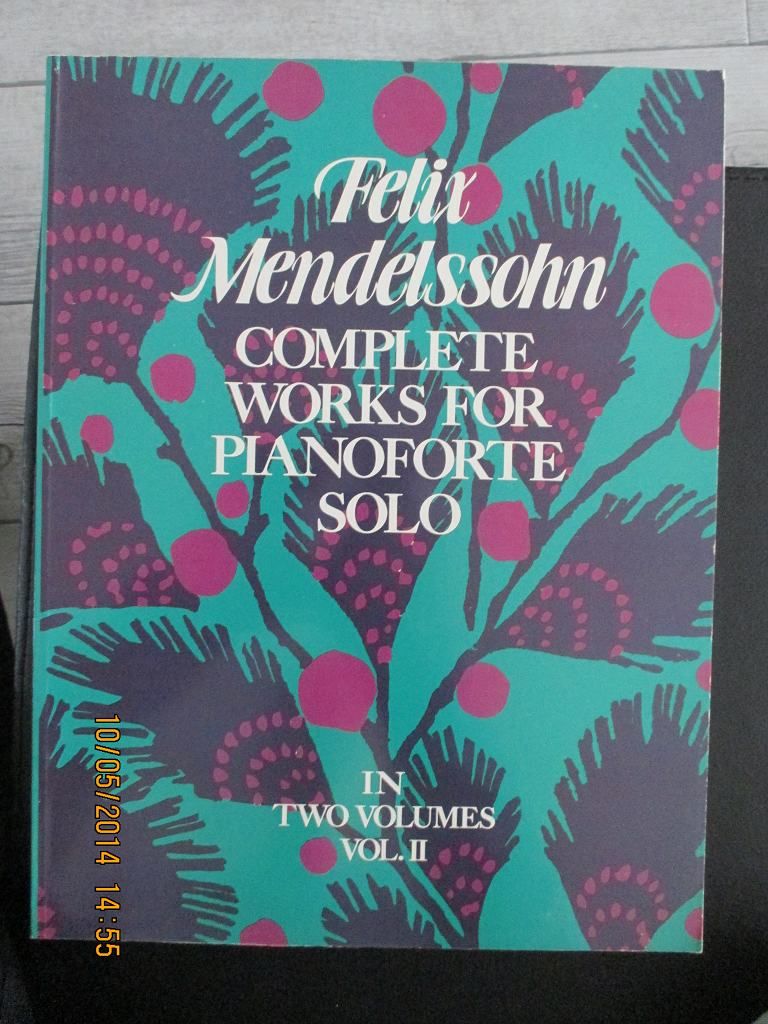 Felix
Mendelssohn
COMPLETE
WORKS FOR
PIANOFORTE
SOLO
IN
TWO VOLUMES
VOL. II
10/05/2014 14:55